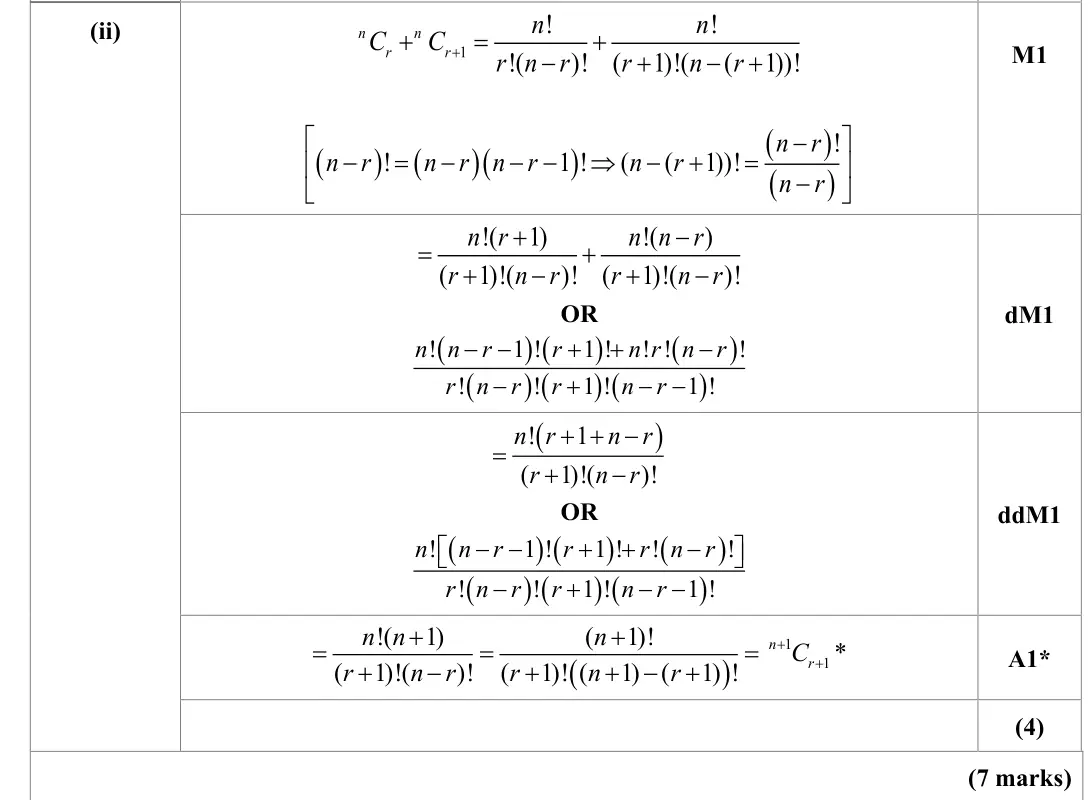 (ii)
ⁿCᵣ + ⁿCᵣ₊₁ = n!/(r!(n − r)!) + n!/((r + 1)!(n − (r + 1))!)
M1
[(n − r)! = (n − r)(n − r − 1)! ⇒ (n − (r + 1))! = (n − r)!/(n − r)]
= n!(r + 1)/((r + 1)!(n − r)!) + n!(n − r)/((r + 1)!(n − r)!)
OR
dM1
(n!(n − r − 1)!(r + 1)! + n!r!(n − r)!)/(r!(n − r)!(r + 1)!(n − r − 1)!)
= n!(r + 1 + n − r)/((r + 1)!(n − r)!)
OR
ddM1
n![(n − r − 1)!(r + 1)! + r!(n − r)!]/(r!(n − r)!(r + 1)!(n − r − 1)!)
= n!(n + 1)/((r + 1)!(n − r)!) = (n + 1)!/((r + 1)!((n + 1) − (r + 1))!) = ⁿ⁺¹Cᵣ₊₁ *
A1*
(4)
(7 marks)